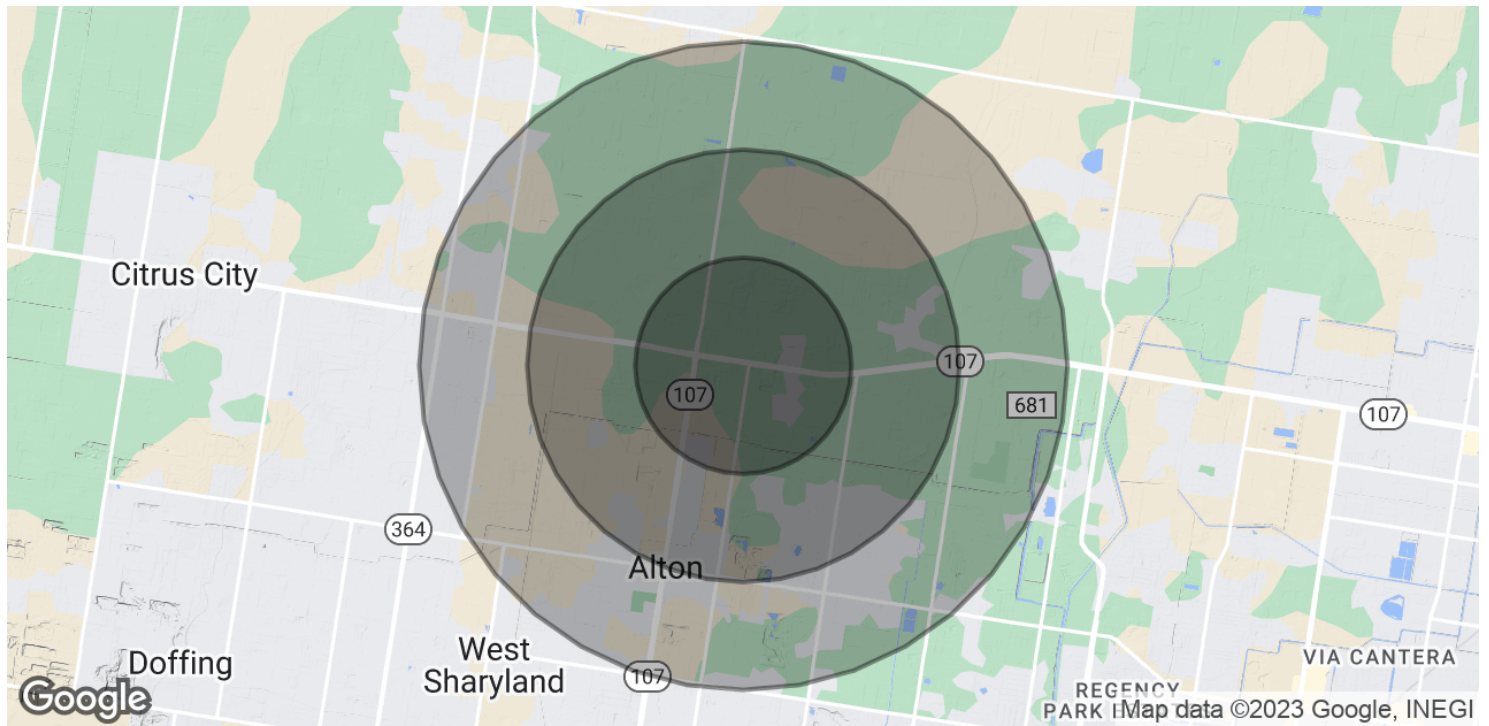 Citrus City
107
107
681
107
364
Alton
West
Sharyland
Doffing
107
VIA CANTERA
REGENCY
PARK
Google
Map data ©2023 Google, INEGI